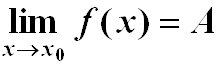 lim f(x) = A
x→x₀